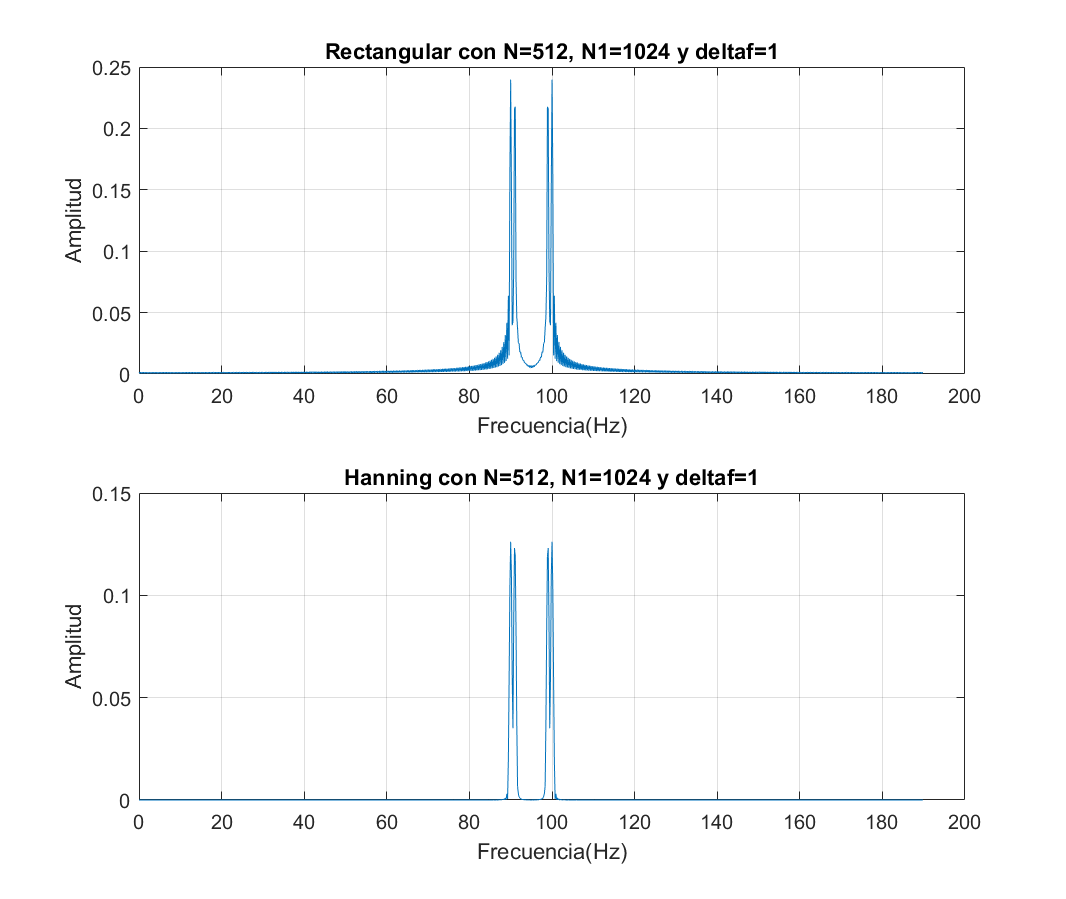 Rectangular con N=512, N1=1024 y deltaf=1
0.25
0.2
0.15
0.1
0.05
0
Amplitud
0 20 40 60 80 100 120 140 160 180 200
Frecuencia(Hz)
Hanning con N=512, N1=1024 y deltaf=1
0.15
0.1
0.05
0
Amplitud
0 20 40 60 80 100 120 140 160 180 200
Frecuencia(Hz)